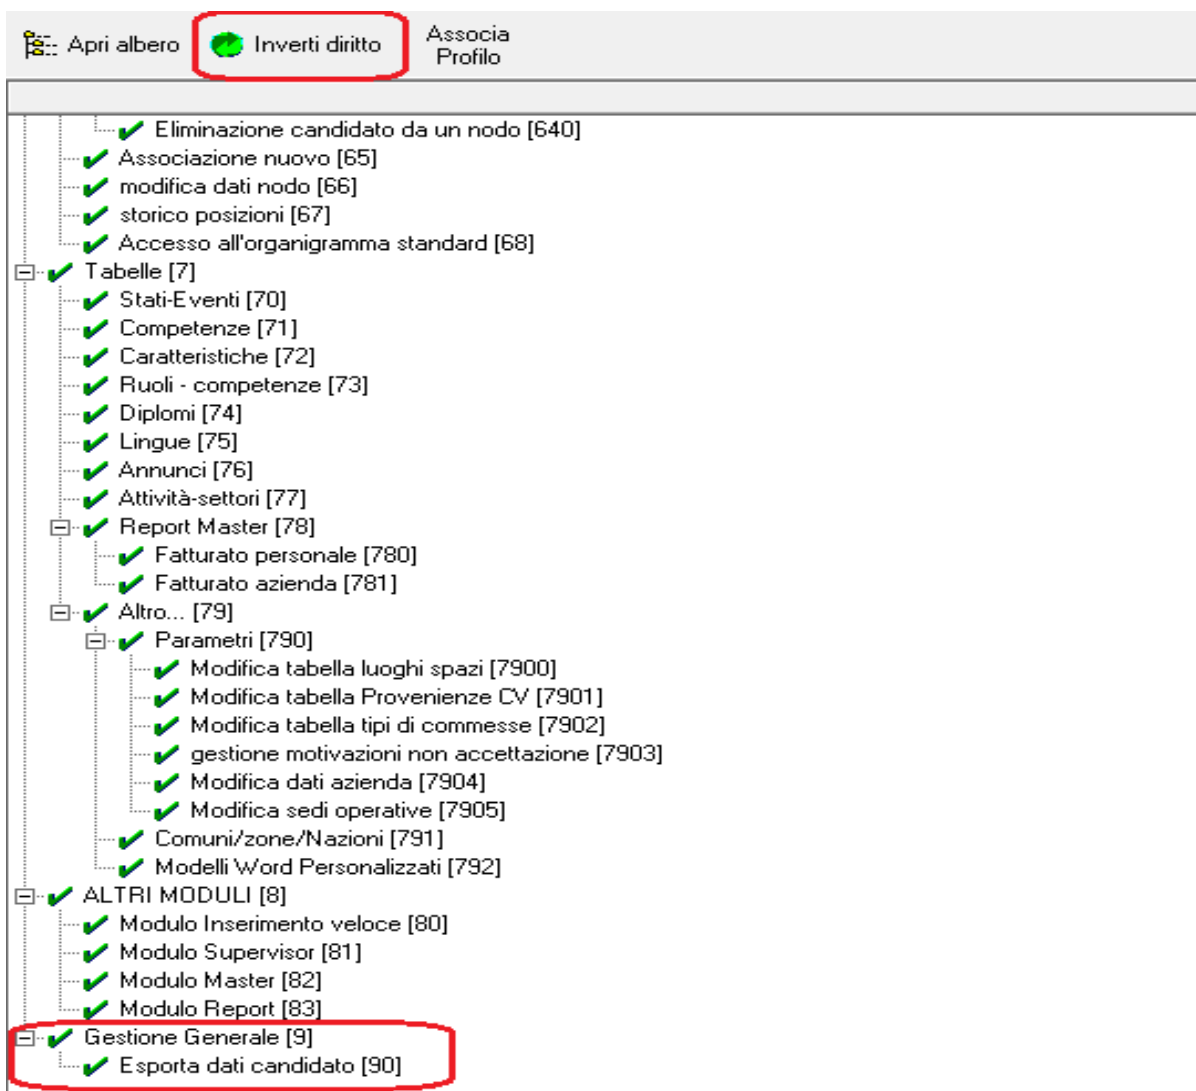 Apri albero
Inverti diritto
Associa
Profilo
Eliminazione candidato da un nodo [640]
Associazione nuovo [65]
modifica dati nodo [66]
storico posizioni [67]
Accesso all'organigramma standard [68]
Tabelle [7]
Stati-Eventi [70]
Competenze [71]
Caratteristiche [72]
Ruoli - competenze [73]
Diplomi [74]
Lingue [75]
Annunci [76]
Attività-settori [77]
Report Master [78]
Fatturato personale [780]
Fatturato azienda [781]
Altro... [79]
Parametri [790]
Modifica tabella luoghi spazi [7900]
Modifica tabella Provenienze CV [7901]
Modifica tabella tipi di commesse [7902]
gestione motivazioni non accettazione [7903]
Modifica dati azienda [7904]
Modifica sedi operative [7905]
Comuni/zone/Nazioni [791]
Modelli Word Personalizzati [792]
ALTRI MODULI [8]
Modulo Inserimento veloce [80]
Modulo Supervisor [81]
Modulo Master [82]
Modulo Report [83]
Gestione Generale [9]
Esporta dati candidato [90]